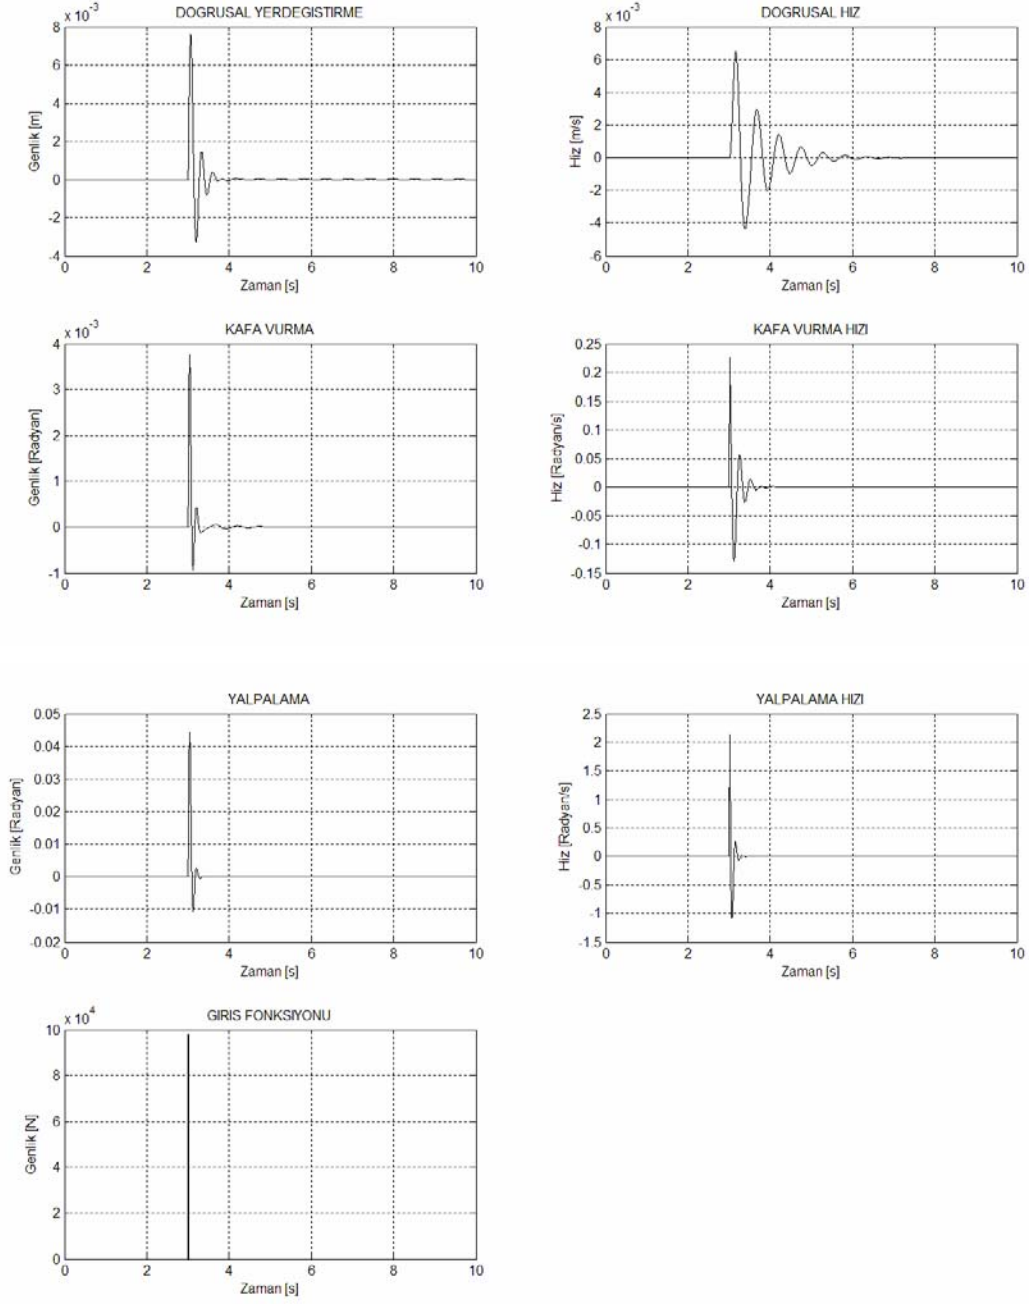 DOGRUSAL YERDEGISTIRME
x 10^-3
8
6
4
2
0
-2
-4
Genlik [m]
0 2 4 6 8 10
Zaman [s]
DOGRUSAL HIZ
x 10^-3
8
6
4
2
0
-2
-4
-6
Hiz [m/s]
0 2 4 6 8 10
Zaman [s]
KAFA VURMA
x 10^-3
4
3
2
1
0
-1
Genlik [Radyan]
0 2 4 6 8 10
Zaman [s]
KAFA VURMA HIZI
0.25
0.2
0.15
0.1
0.05
0
-0.05
-0.1
-0.15
Hiz [Radyan/s]
0 2 4 6 8 10
Zaman [s]
YALPALAMA
0.05
0.04
0.03
0.02
0.01
0
-0.01
-0.02
Genlik [Radyan]
0 2 4 6 8 10
Zaman [s]
YALPALAMA HIZI
2.5
2
1.5
1
0.5
0
-0.5
-1
-1.5
Hiz [Radyan/s]
0 2 4 6 8 10
Zaman [s]
GIRIS FONKSIYONU
x 10^4
10
8
6
4
2
0
Genlik [N]
0 2 4 6 8 10
Zaman [s]